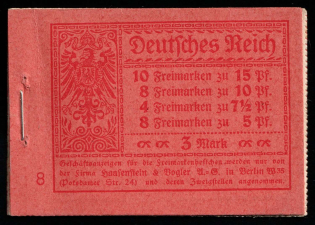 Deutsches Reich
10 Freimarken zu 15 Pf.
8 Freimarken zu 10 Pf.
4 Freimarken zu 7½ Pf.
8 Freimarken zu 5 Pf.
3 Mark
Geschäftsanzeigen für die Freimarkenheftchen werden nur von
der Firma Haasenstein & Vogler A.-G. in Berlin W35
(Potsdamer Str. 24) und deren Zweigstellen angenommen.
8